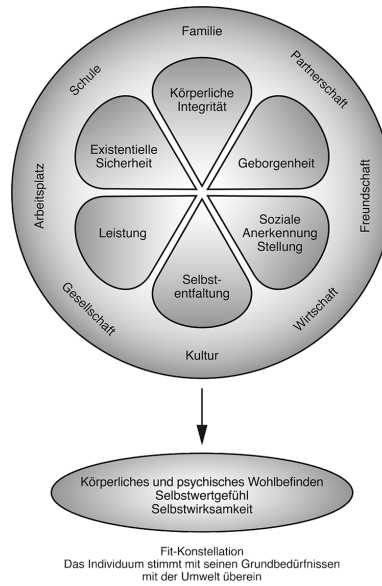 Familie
Schule
Partnerschaft
Körperliche
Integrität
Existentielle
Sicherheit
Geborgenheit
Arbeitsplatz
Freundschaft
Leistung
Soziale
Anerkennung
Stellung
Selbst-
entfaltung
Gesellschaft
Wirtschaft
Kultur
Körperliches und psychisches Wohlbefinden
Selbstwertgefühl
Selbstwirksamkeit
Fit-Konstellation
Das Individuum stimmt mit seinen Grundbedürfnissen
mit der Umwelt überein